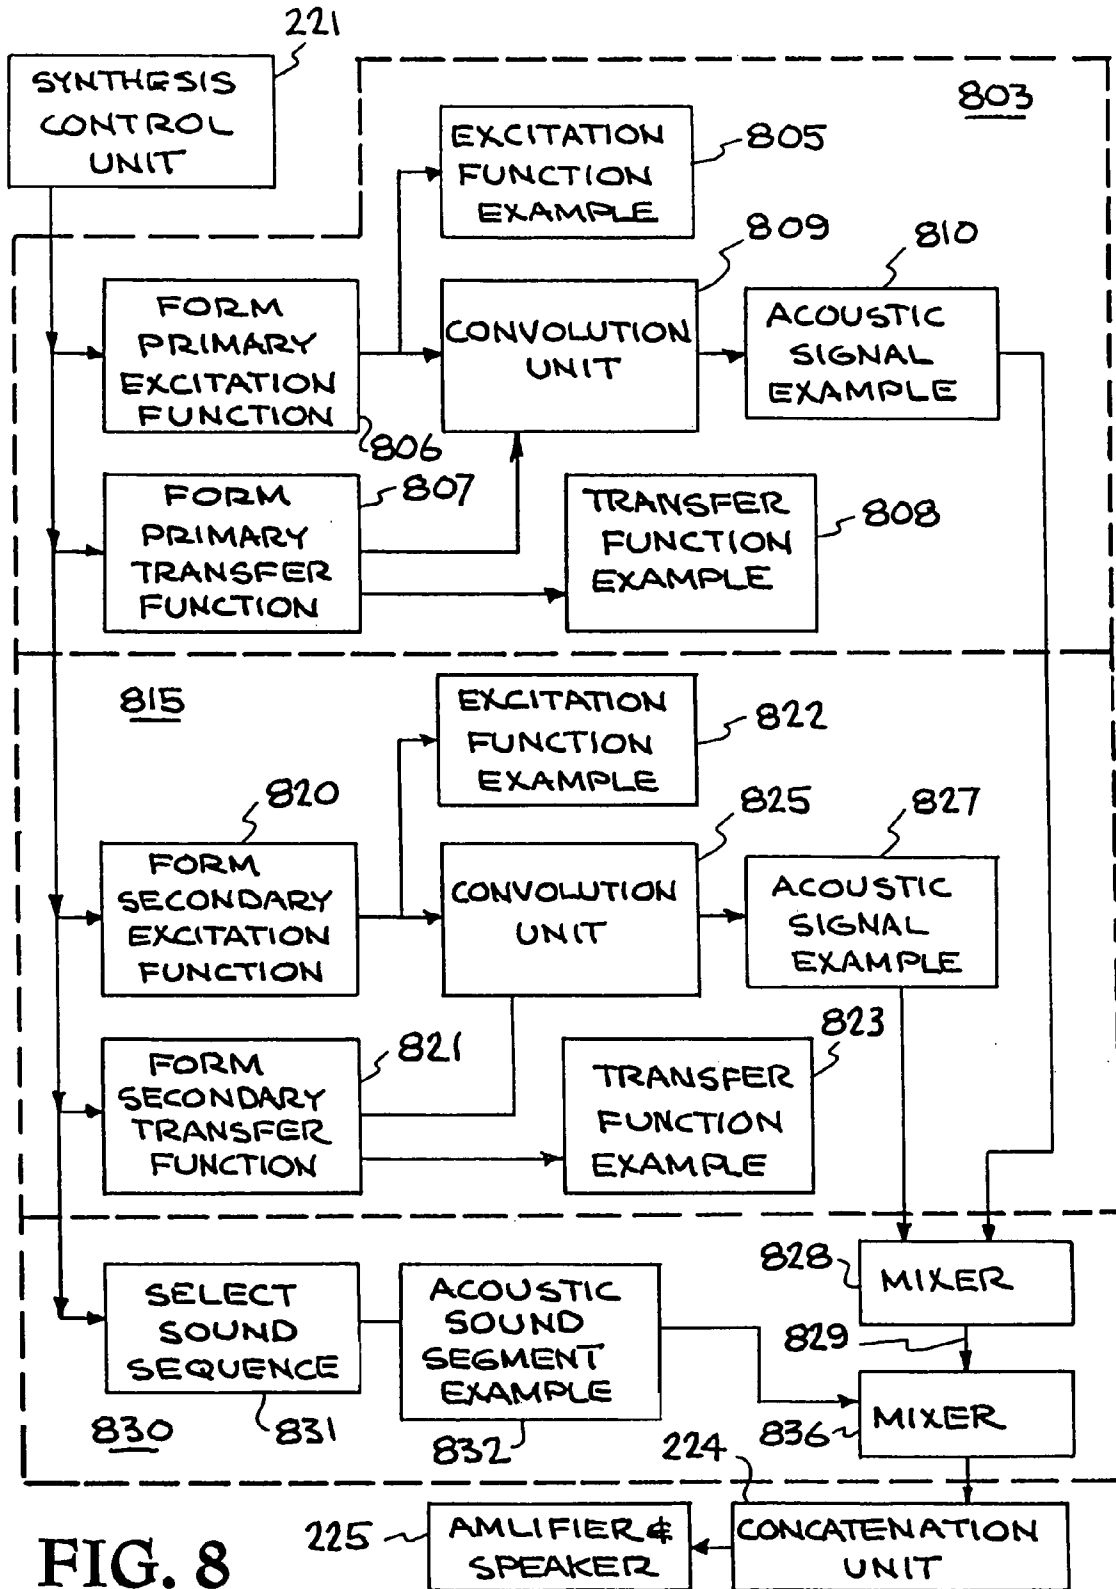 221
SYNTHESIS
CONTROL
UNIT
803
EXCITATION
FUNCTION
EXAMPLE
805
809
810
FORM
PRIMARY
EXCITATION
FUNCTION
806
CONVOLUTION
UNIT
ACOUSTIC
SIGNAL
EXAMPLE
FORM
PRIMARY
TRANSFER
FUNCTION
807
TRANSFER
FUNCTION
EXAMPLE
808
815
EXCITATION
FUNCTION
EXAMPLE
822
820
825
827
FORM
SECONDARY
EXCITATION
FUNCTION
CONVOLUTION
UNIT
ACOUSTIC
SIGNAL
EXAMPLE
FORM
SECONDARY
TRANSFER
FUNCTION
821
823
TRANSFER
FUNCTION
EXAMPLE
828
MIXER
829
SELECT
SOUND
SEQUENCE
831
ACOUSTIC
SOUND
SEGMENT
EXAMPLE
832
836
MIXER
830
224
225
AMLIFIER &
SPEAKER
CONCATENATION
UNIT
FIG. 8